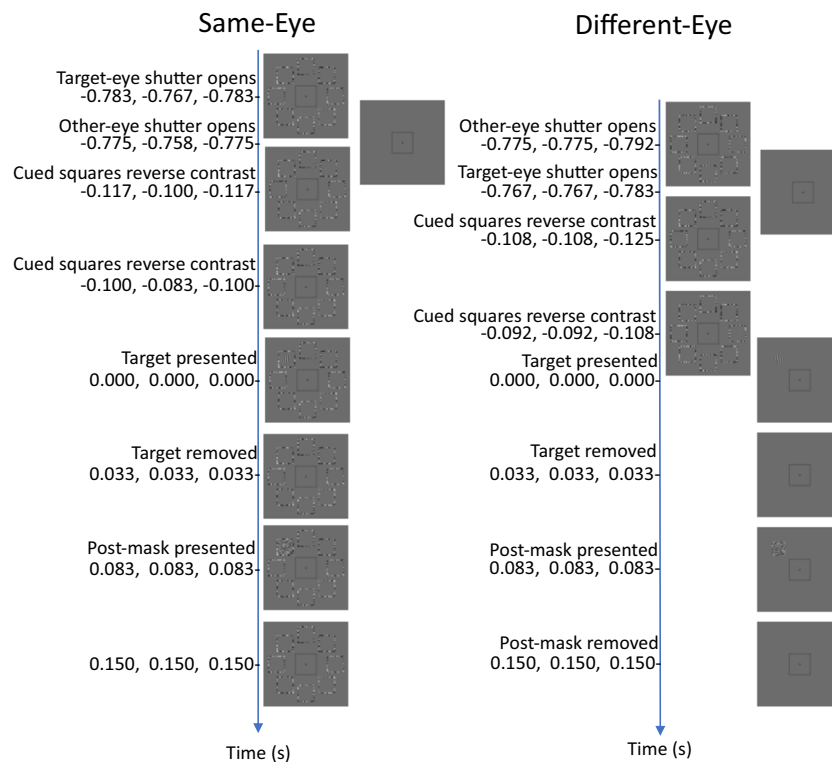 Same-Eye
Target-eye shutter opens
-0.783, -0.767, -0.783-
Other-eye shutter opens
-0.775, -0.758, -0.775-
Cued squares reverse contrast
-0.117, -0.100, -0.117-
Cued squares reverse contrast
-0.100, -0.083, -0.100-
Target presented
0.000, 0.000, 0.000-
Target removed
0.033, 0.033, 0.033-
Post-mask presented
0.083, 0.083, 0.083-
0.150, 0.150, 0.150-
Time (s)
Different-Eye
Other-eye shutter opens
-0.775, -0.775, -0.792-
Target-eye shutter opens
-0.767, -0.767, -0.783-
Cued squares reverse contrast
-0.108, -0.108, -0.125-
Cued squares reverse contrast
-0.092, -0.092, -0.108-
Target presented
0.000, 0.000, 0.000-
Target removed
0.033, 0.033, 0.033-
Post-mask presented
0.083, 0.083, 0.083-
Post-mask removed
0.150, 0.150, 0.150-
Time (s)